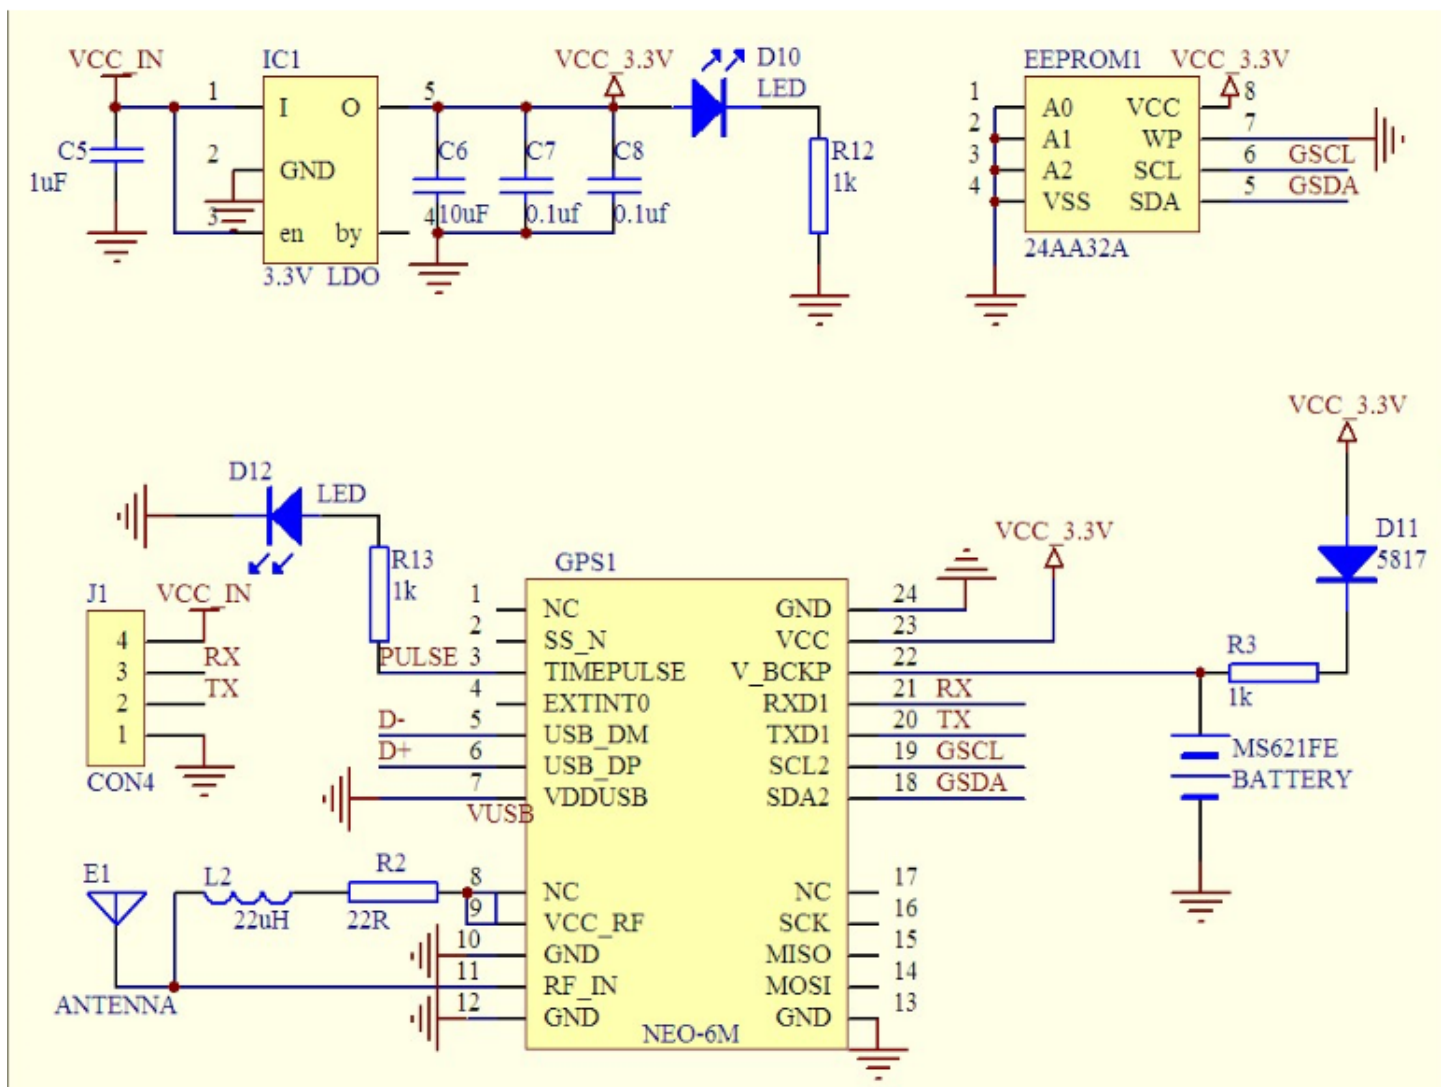 VCC_IN
IC1
VCC_3.3V
D10
LED
EEPROM1
VCC_3.3V
1
I
O
5
1
A0
VCC
8
2
A1
WP
7
C5
1uF
2
GND
C6
C7
C8
R12
1k
3
A2
SCL
6
GSCL
4
VSS
SDA
5
GSDA
3
en
by
4
10uF
0.1uf
0.1uf
3.3V LDO
24AA32A
VCC_3.3V
D12
LED
VCC_3.3V
D11
5817
R13
1k
GPS1
J1
VCC_IN
4
3
RX
2
TX
1
CON4
1
NC
GND
24
2
SS_N
VCC
23
PULSE
3
TIMEPULSE
V_BCKP
22
R3
1k
4
EXTINT0
RXD1
21
RX
D-
5
USB_DM
TXD1
20
TX
D+
6
USB_DP
SCL2
19
GSCL
7
VDDUSB
SDA2
18
GSDA
VUSB
MS621FE
BATTERY
E1
L2
22uH
R2
22R
8
NC
NC
17
9
VCC_RF
SCK
16
10
GND
MISO
15
11
RF_IN
MOSI
14
12
GND
GND
13
ANTENNA
NEO-6M